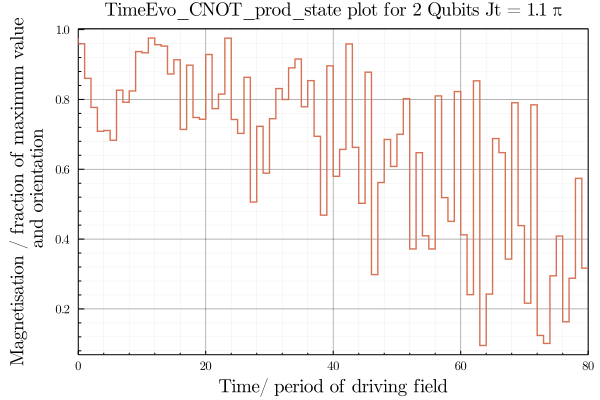 TimeEvo_CNOT_prod_state plot for 2 Qubits Jt = 1.1 π
Magnetisation / fraction of maximum value
and orientation
1.0
0.8
0.6
0.4
0.2
0 20 40 60 80
Time/ period of driving field